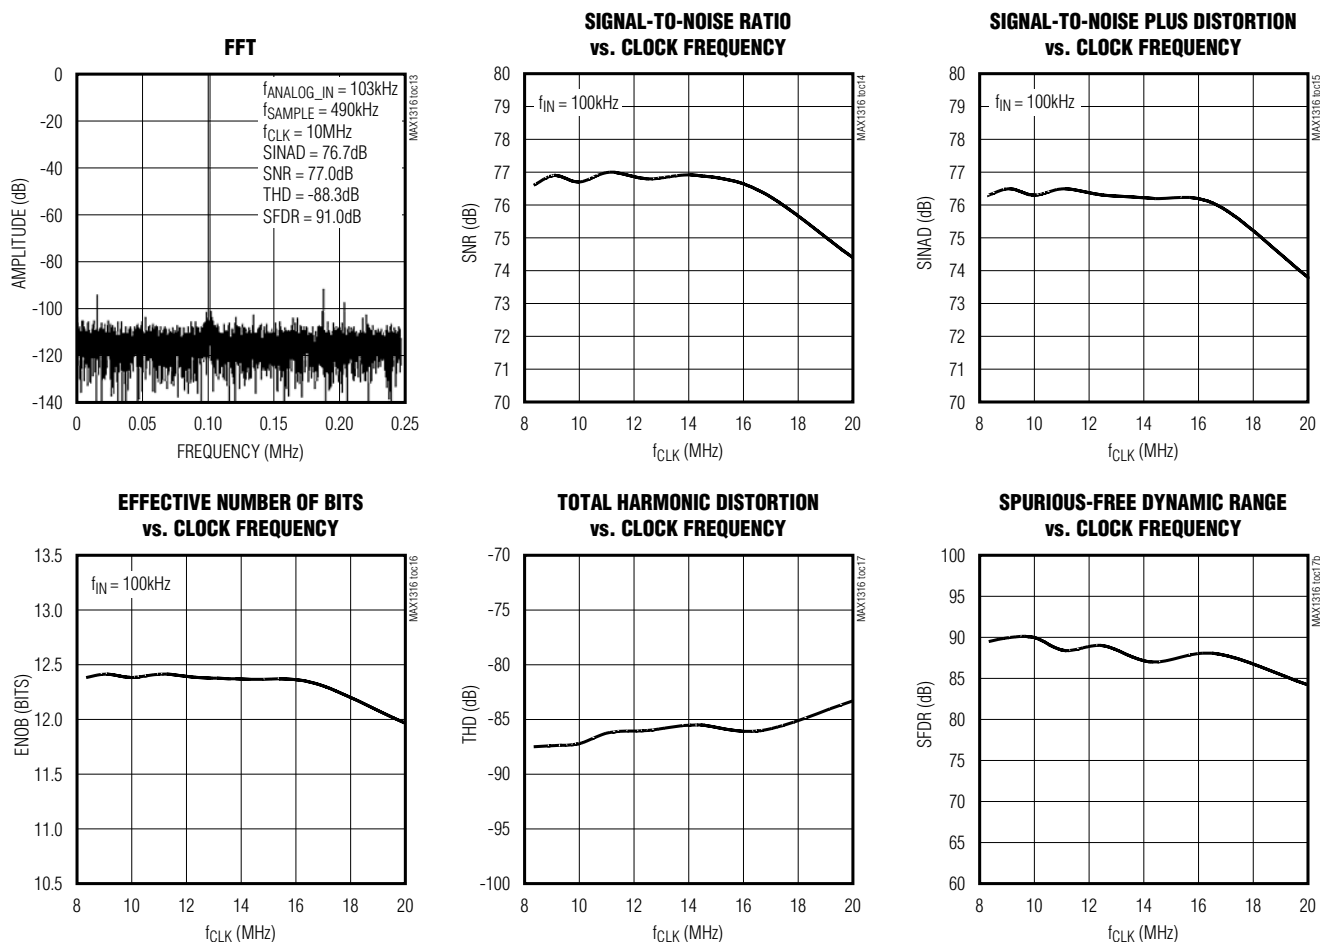 FFT
MAX1316 toc13
fANALOG_IN = 103kHz
fSAMPLE = 490kHz
fCLK = 10MHz
SINAD = 76.7dB
SNR = 77.0dB
THD = -88.3dB
SFDR = 91.0dB
AMPLITUDE (dB)
0
-20
-40
-60
-80
-100
-120
-140
0 0.05 0.10 0.15 0.20 0.25
FREQUENCY (MHz)
SIGNAL-TO-NOISE RATIO
vs. CLOCK FREQUENCY
MAX1316 toc14
fIN = 100kHz
SNR (dB)
80
79
78
77
76
75
74
73
72
71
70
8 10 12 14 16 18 20
fCLK (MHz)
SIGNAL-TO-NOISE PLUS DISTORTION
vs. CLOCK FREQUENCY
MAX1316 toc15
fIN = 100kHz
SINAD (dB)
80
79
78
77
76
75
74
73
72
71
70
8 10 12 14 16 18 20
fCLK (MHz)
EFFECTIVE NUMBER OF BITS
vs. CLOCK FREQUENCY
MAX1316 toc16
fIN = 100kHz
ENOB (BITS)
13.5
13.0
12.5
12.0
11.5
11.0
10.5
8 10 12 14 16 18 20
fCLK (MHz)
TOTAL HARMONIC DISTORTION
vs. CLOCK FREQUENCY
MAX1316 toc17
THD (dB)
-70
-75
-80
-85
-90
-95
-100
8 10 12 14 16 18 20
fCLK (MHz)
SPURIOUS-FREE DYNAMIC RANGE
vs. CLOCK FREQUENCY
MAX1316 toc17b
SFDR (dB)
100
95
90
85
80
75
70
65
60
8 10 12 14 16 18 20
fCLK (MHz)